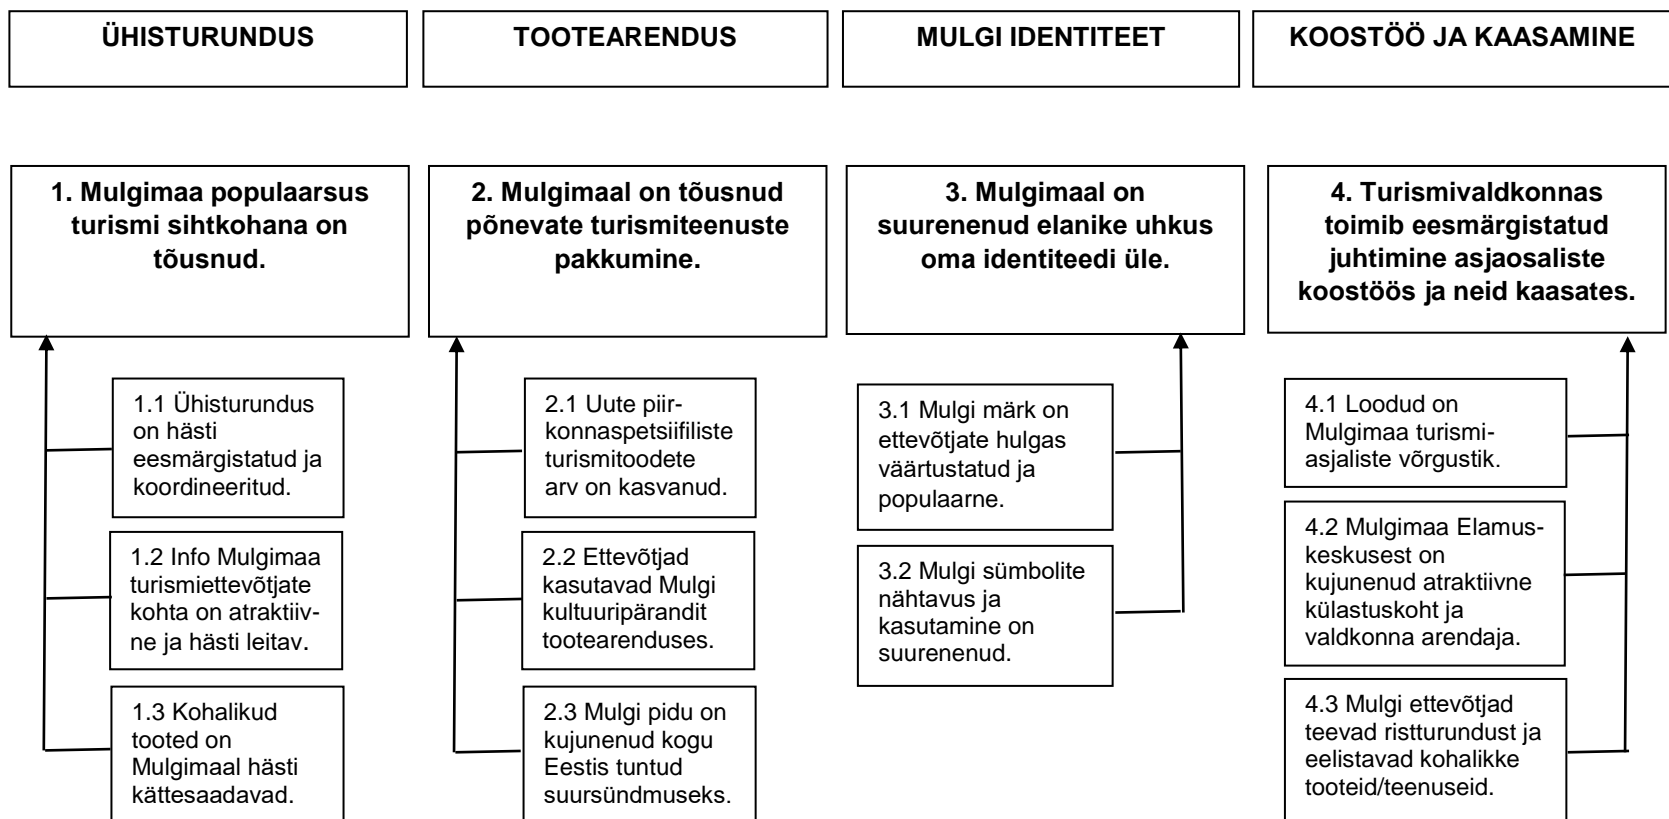 ÜHISTURUNDUS
TOOTEARENDUS
MULGI IDENTITEET
KOOSTÖÖ JA KAASAMINE
1. Mulgimaa populaarsus
turismi sihtkohana on
tõusnud.
2. Mulgimaal on tõusnud
põnevate turismiteenuste
pakkumine.
3. Mulgimaal on
suurenenud elanike uhkus
oma identiteedi üle.
4. Turismivaldkonnas
toimib eesmärgistatud
juhtimine asjaosaliste
koostöös ja neid kaasates.
1.1 Ühisturundus
on hästi
eesmärgistatud ja
koordineeritud.
1.2 Info Mulgimaa
turismiettevõtjate
kohta on atraktiiv-
ne ja hästi leitav.
1.3 Kohalikud
tooted on
Mulgimaal hästi
kättesaadavad.
2.1 Uute piir-
konnaspetsiifiliste
turismitoodete
arv on kasvanud.
2.2 Ettevõtjad
kasutavad Mulgi
kultuuripärandit
tootearenduses.
2.3 Mulgi pidu on
kujunenud kogu
Eestis tuntud
suursündmuseks.
3.1 Mulgi märk on
ettevõtjate hulgas
väärtustatud ja
populaarne.
3.2 Mulgi sümbolite
nähtavus ja
kasutamine on
suurenenud.
4.1 Loodud on
Mulgimaa turismi-
asjaliste võrgustik.
4.2 Mulgimaa Elamus-
keskusest on
kujunenud atraktiivne
külastuskoht ja
valdkonna arendaja.
4.3 Mulgi ettevõtjad
teevad ristturundust ja
eelistavad kohalikke
tooteid/teenuseid.